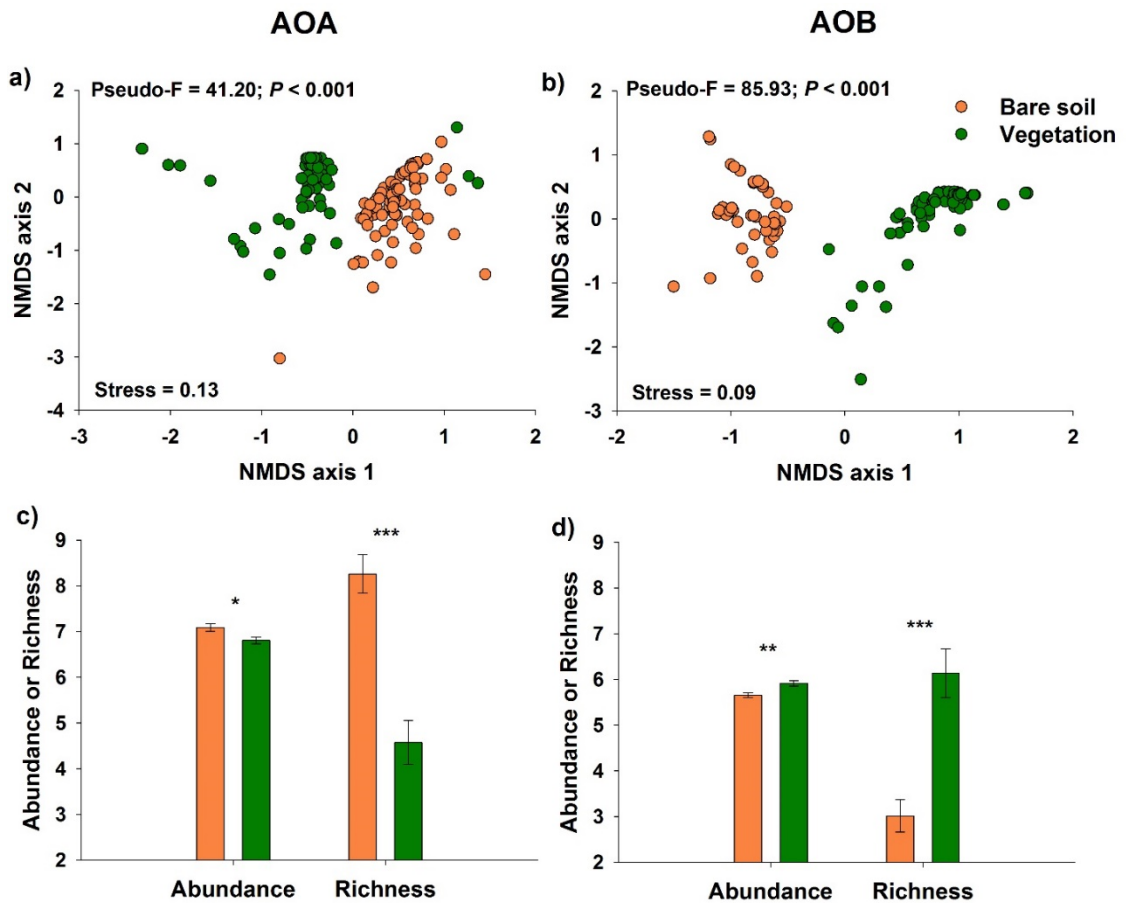 AOA
AOB
a)
Pseudo-F = 41.20; P < 0.001
2
1
0
-1
-2
-3
-4
NMDS axis 2
Stress = 0.13
-3
-2
-1
0
1
2
NMDS axis 1
b)
Pseudo-F = 85.93; P < 0.001
Bare soil
Vegetation
2
1
0
-1
-2
-3
NMDS axis 2
Stress = 0.09
-2
-1
0
1
2
NMDS axis 1
c)
9
8
7
6
5
4
3
2
Abundance or Richness
*
***
Abundance
Richness
d)
9
8
7
6
5
4
3
2
Abundance or Richness
**
***
Abundance
Richness